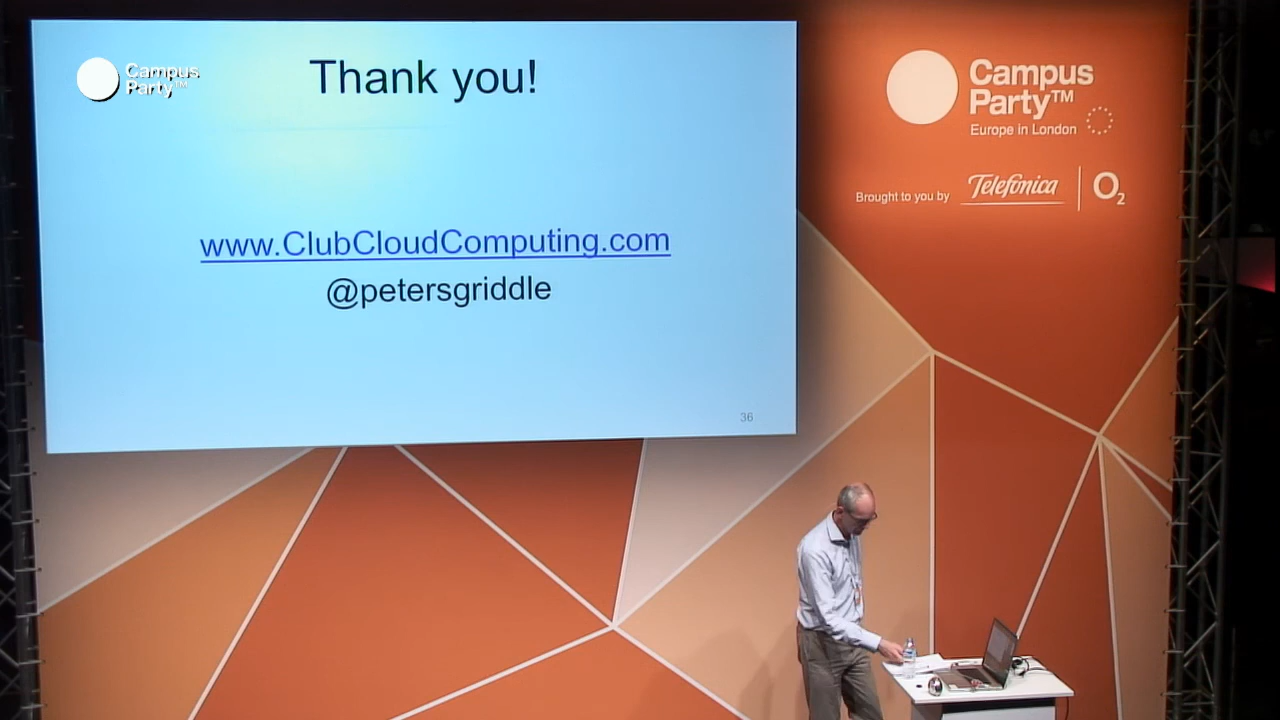 Campus
Party™
Thank you!
www.ClubCloudComputing.com
@petersgriddle
36
Campus
Party™
Europe in London
Brought to you by
Telefónica
O2